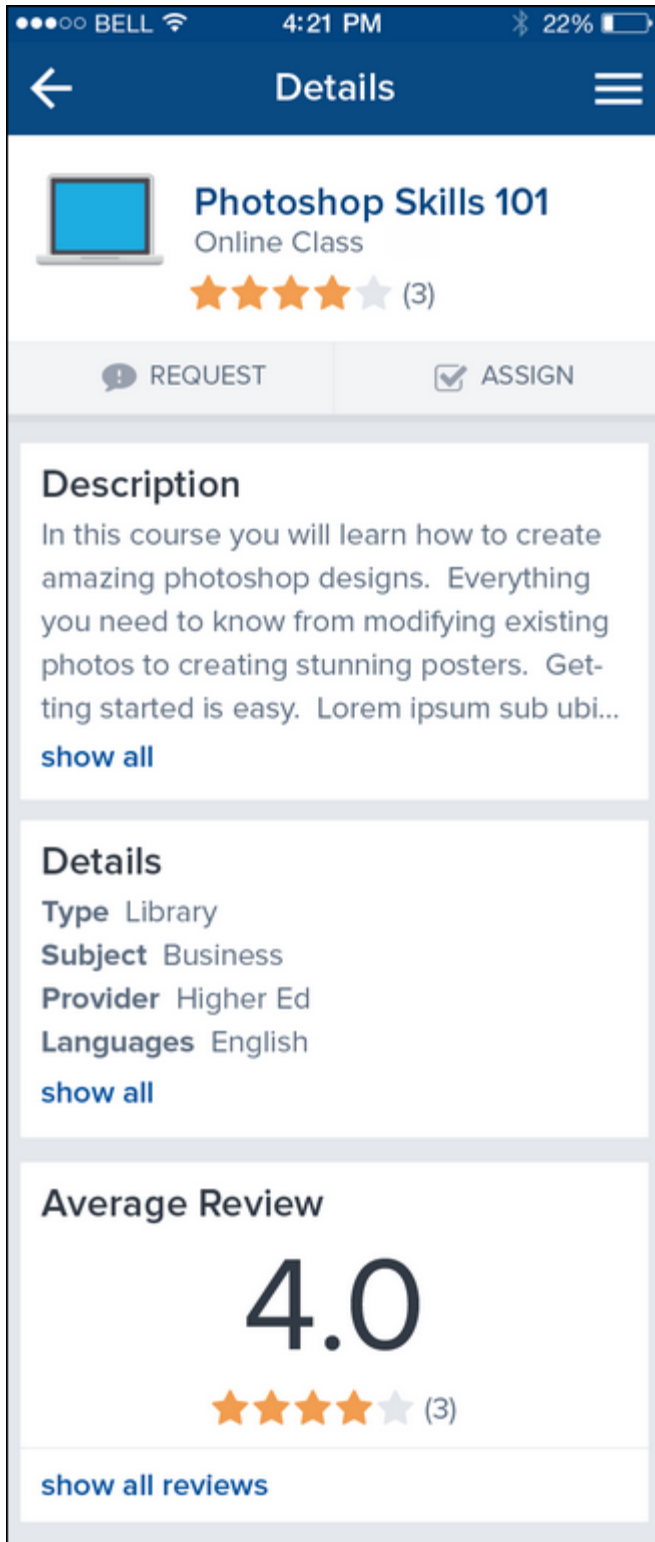 BELL 4:21 PM 22%
Details
Photoshop Skills 101
Online Class
(3)
REQUEST ASSIGN
Description
In this course you will learn how to create
amazing photoshop designs. Everything
you need to know from modifying existing
photos to creating stunning posters. Get-
ting started is easy. Lorem ipsum sub ubi...
show all
Details
Type Library
Subject Business
Provider Higher Ed
Languages English
show all
Average Review
4.0
(3)
show all reviews